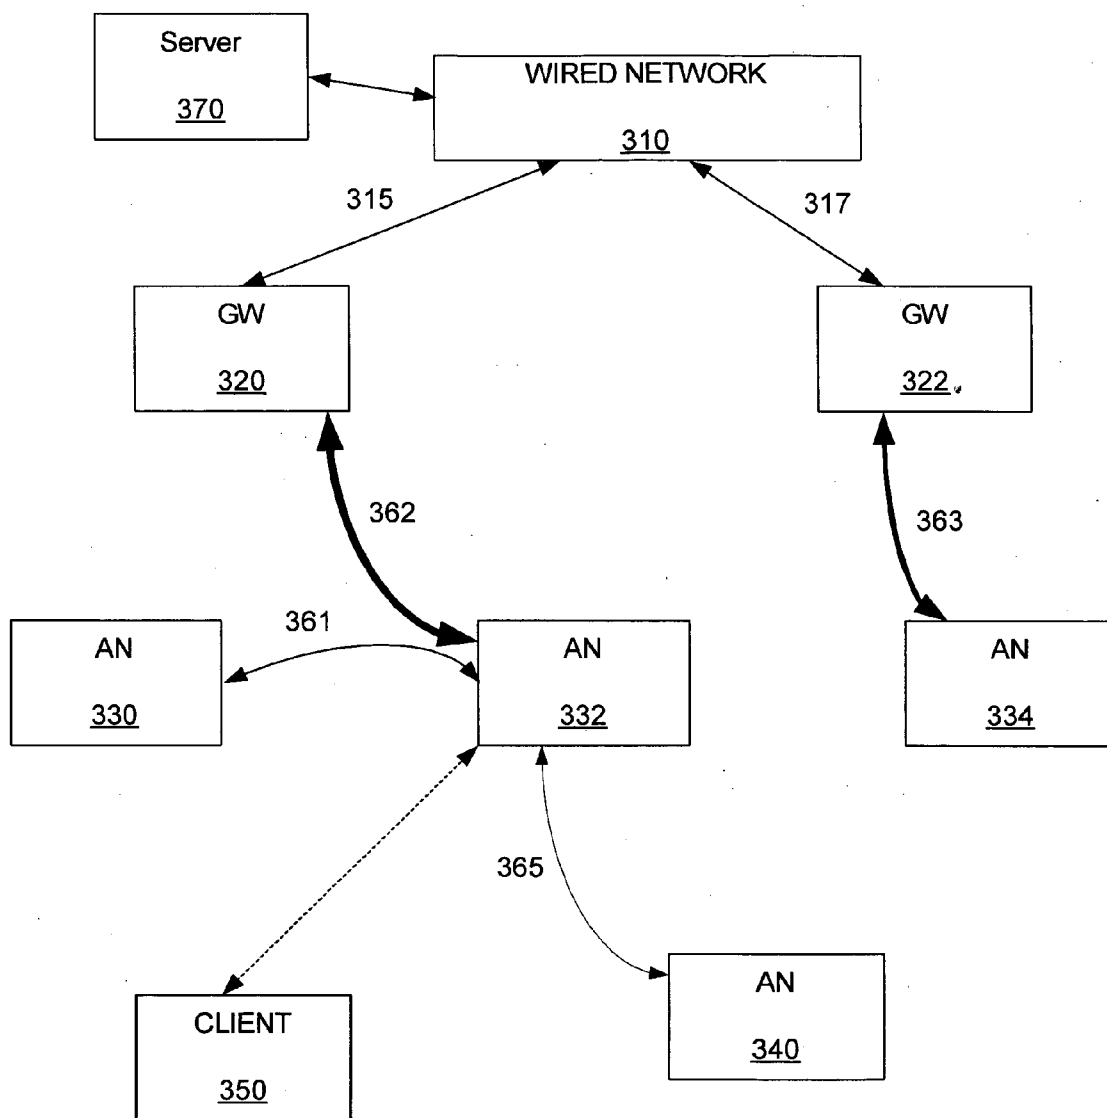 Server
370
WIRED NETWORK
310
315
317
GW
320
GW
322
362
363
361
AN
330
AN
332
AN
334
365
CLIENT
350
AN
340